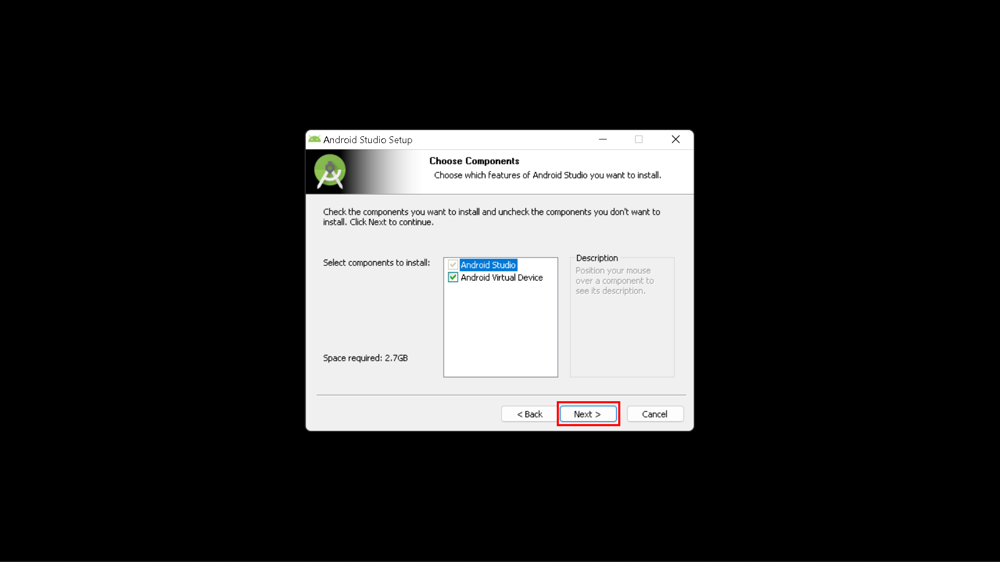 Android Studio Setup
Choose Components
Choose which features of Android Studio you want to install.
Check the components you want to install and uncheck the components you don't want to
install. Click Next to continue.
Select components to install:
Android Studio
Android Virtual Device
Description
Position your mouse
over a component to
see its description.
Space required: 2.7GB
< Back
Next >
Cancel